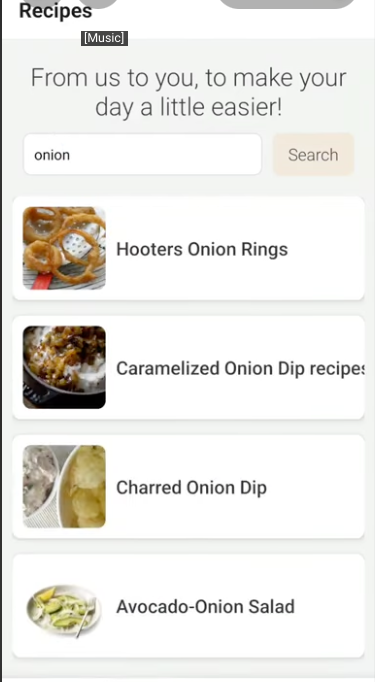 Recipes
[Music]
From us to you, to make your
day a little easier!
onion
Search
Hooters Onion Rings
Caramelized Onion Dip recipes
Charred Onion Dip
Avocado-Onion Salad